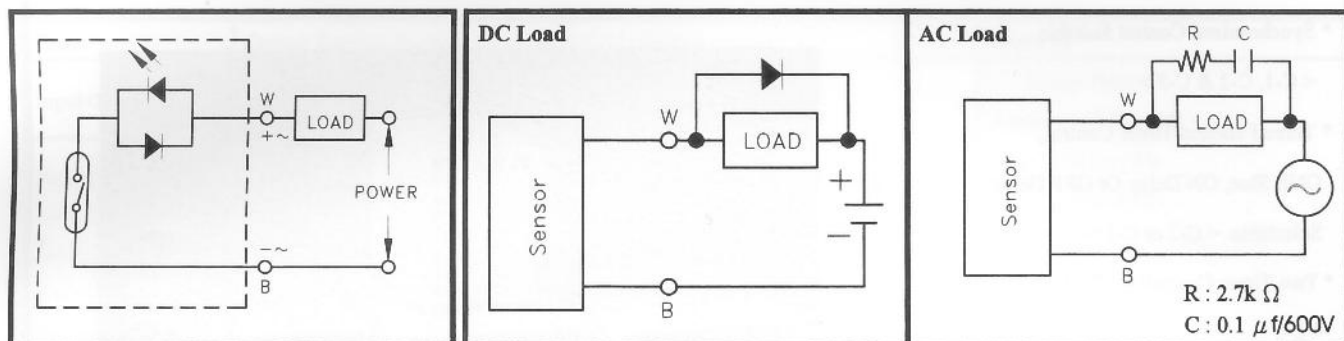 W
+~
LOAD
POWER
-~
B
DC Load
W
LOAD
Sensor
+
-
B
AC Load
R C
W
LOAD
Sensor
B
R : 2.7k Ω
C : 0.1 μf/600V